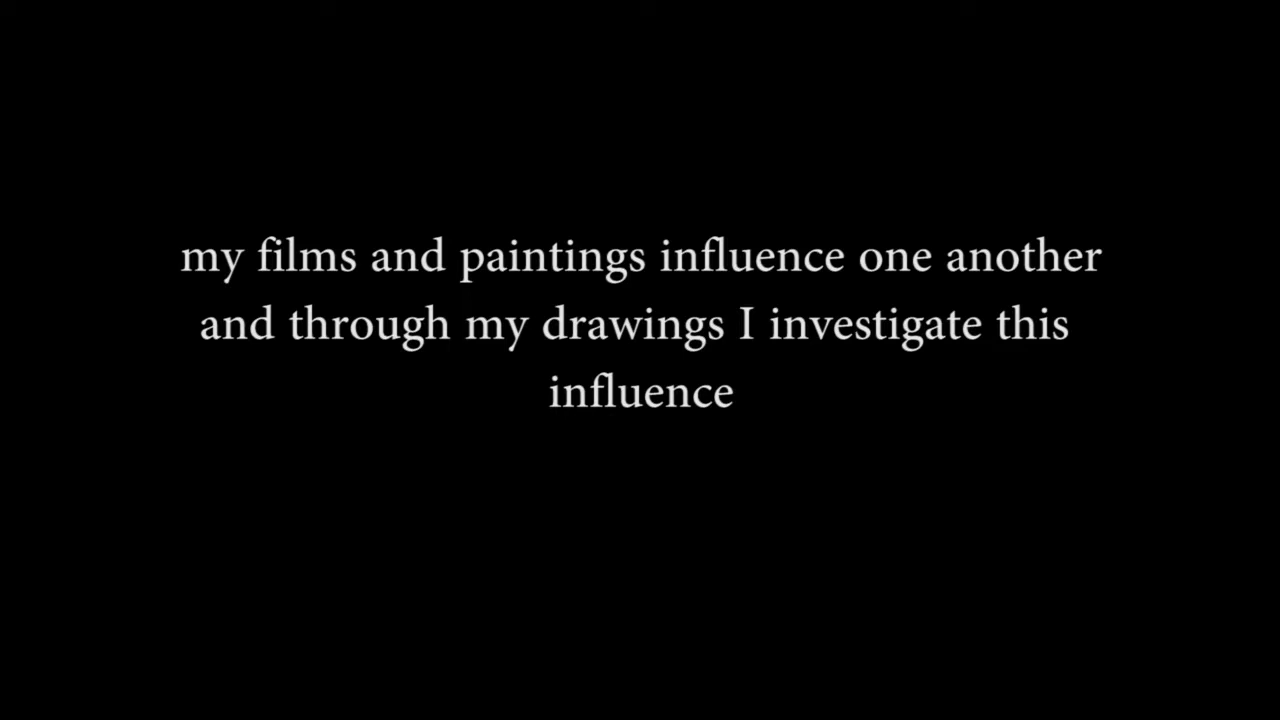 my films and paintings influence one another
and through my drawings I investigate this
influence